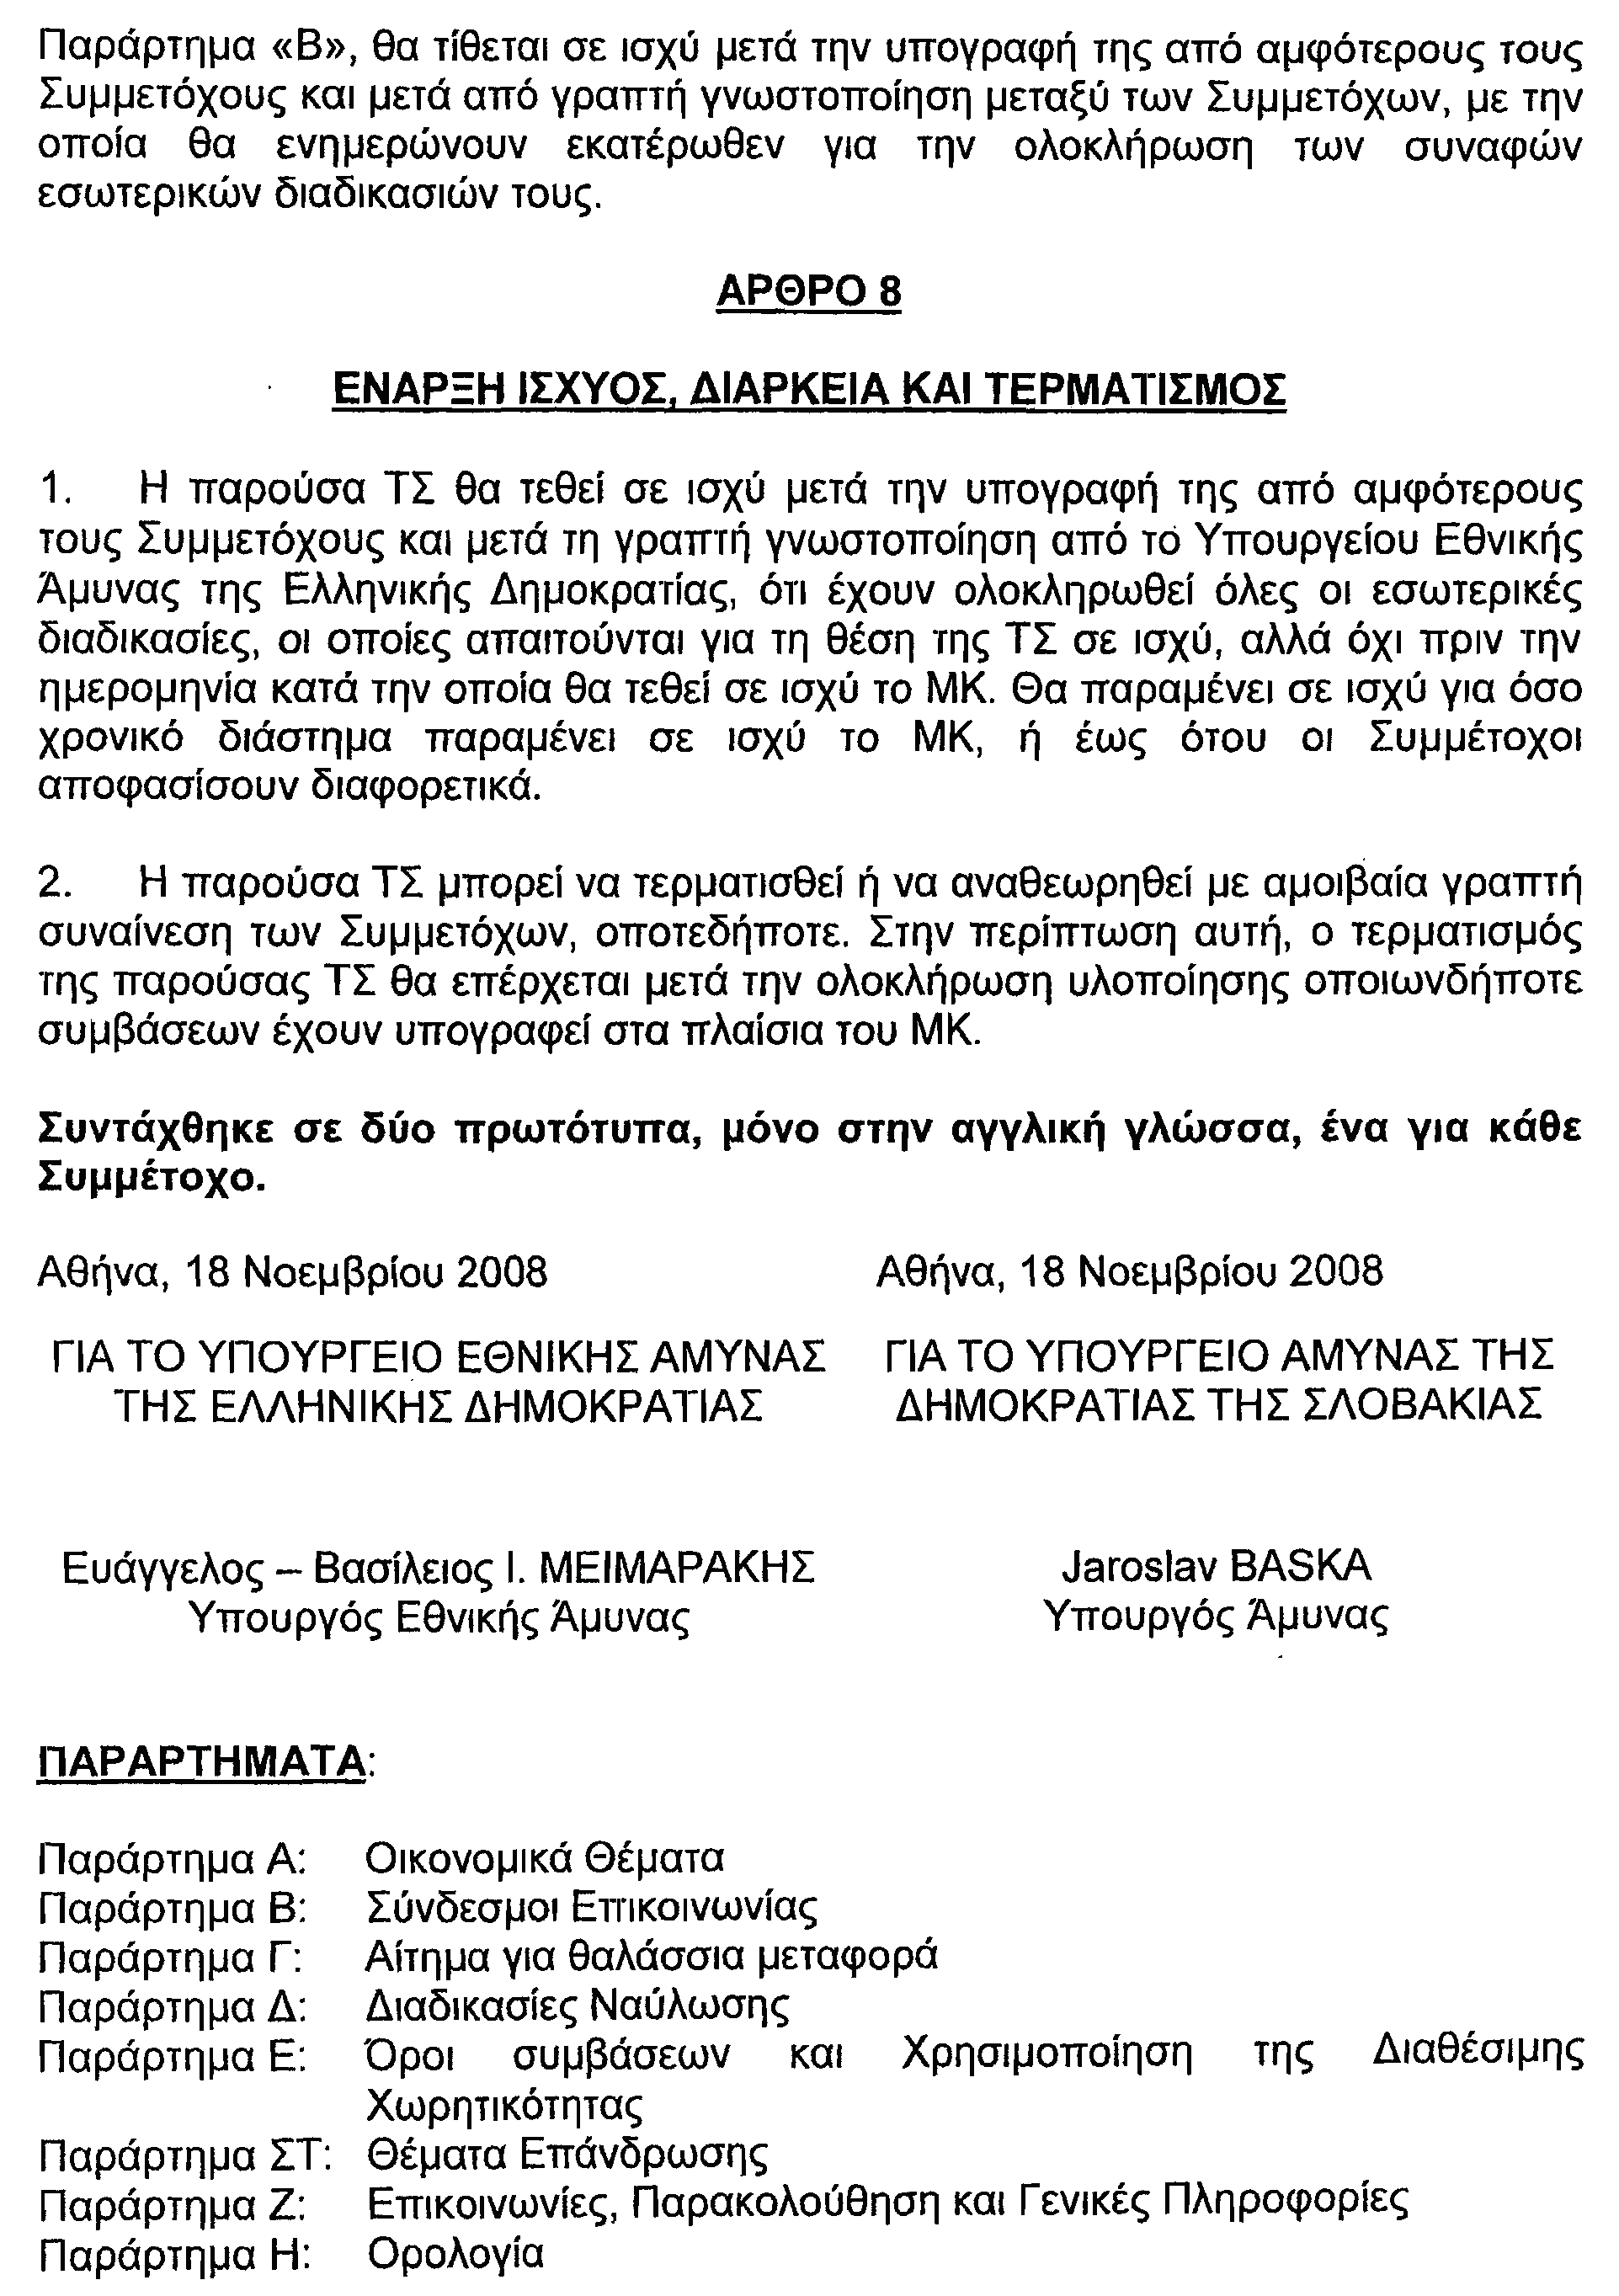 Παράρτημα «Β», θα τίθεται σε ισχύ μετά την υπογραφή της από αμφότερους τους
Συμμετόχους και μετά από γραπτή γνωστοποίηση μεταξύ των Συμμετόχων, με την
οποία θα ενημερώνουν εκατέρωθεν για την ολοκλήρωση των συναφών
εσωτερικών διαδικασιών τους.
ΑΡΘΡΟ 8
ΕΝΑΡΞΗ ΙΣΧΥΟΣ, ΔΙΑΡΚΕΙΑ ΚΑΙ ΤΕΡΜΑΤΙΣΜΟΣ
1. Η παρούσα ΤΣ θα τεθεί σε ισχύ μετά την υπογραφή της από αμφότερους
τους Συμμετόχους και μετά τη γραπτή γνωστοποίηση από το Υπουργείου Εθνικής
Άμυνας της Ελληνικής Δημοκρατίας, ότι έχουν ολοκληρωθεί όλες οι εσωτερικές
διαδικασίες, οι οποίες απαιτούνται για τη θέση της ΤΣ σε ισχύ, αλλά όχι πριν την
ημερομηνία κατά την οποία θα τεθεί σε ισχύ το ΜΚ. Θα παραμένει σε ισχύ για όσο
χρονικό διάστημα παραμένει σε ισχύ το ΜΚ, ή έως ότου οι Συμμέτοχοι
αποφασίσουν διαφορετικά.
2. Η παρούσα ΤΣ μπορεί να τερματισθεί ή να αναθεωρηθεί με αμοιβαία γραπτή
συναίνεση των Συμμετόχων, οποτεδήποτε. Στην περίπτωση αυτή, ο τερματισμός
της παρούσας ΤΣ θα επέρχεται μετά την ολοκλήρωση υλοποίησης οποιωνδήποτε
συμβάσεων έχουν υπογραφεί στα πλαίσια του ΜΚ.
Συντάχθηκε σε δύο πρωτότυπα, μόνο στην αγγλική γλώσσα, ένα για κάθε
Συμμέτοχο.
Αθήνα, 18 Νοεμβρίου 2008 Αθήνα, 18 Νοεμβρίου 2008
ΓΙΑ ΤΟ ΥΠΟΥΡΓΕΙΟ ΕΘΝΙΚΗΣ ΑΜΥΝΑΣ ΓΙΑ ΤΟ ΥΠΟΥΡΓΕΙΟ ΑΜΥΝΑΣ ΤΗΣ
ΤΗΣ ΕΛΛΗΝΙΚΗΣ ΔΗΜΟΚΡΑΤΙΑΣ ΔΗΜΟΚΡΑΤΙΑΣ ΤΗΣ ΣΛΟΒΑΚΙΑΣ
Ευάγγελος – Βασίλειος Ι. ΜΕΙΜΑΡΑΚΗΣ Jaroslav BASKA
Υπουργός Εθνικής Άμυνας Υπουργός Άμυνας
ΠΑΡΑΡΤΗΜΑΤΑ:
Παράρτημα Α: Οικονομικά Θέματα
Παράρτημα Β: Σύνδεσμοι Επικοινωνίας
Παράρτημα Γ: Αίτημα για θαλάσσια μεταφορά
Παράρτημα Δ: Διαδικασίες Ναύλωσης
Παράρτημα Ε: Όροι συμβάσεων και Χρησιμοποίηση της Διαθέσιμης
Χωρητικότητας
Παράρτημα ΣΤ: Θέματα Επάνδρωσης
Παράρτημα Ζ: Επικοινωνίες, Παρακολούθηση και Γενικές Πληροφορίες
Παράρτημα Η: Ορολογία